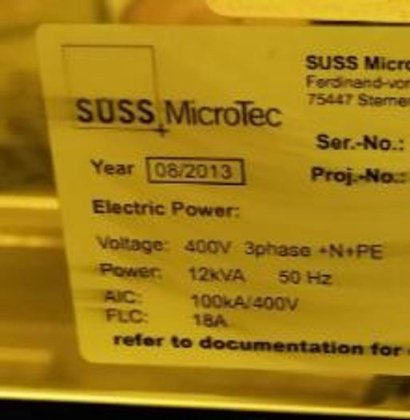 SUSS MicroTec
SUSS Micro
Ferdinand-von
75447 Sterne
Ser.-No.:
Year 08/2013
Proj.-No.:
Electric Power:
Voltage: 400V 3phase +N+PE
Power: 12kVA 50 Hz
AIC: 100kA/400V
FLC: 18A
refer to documentation for